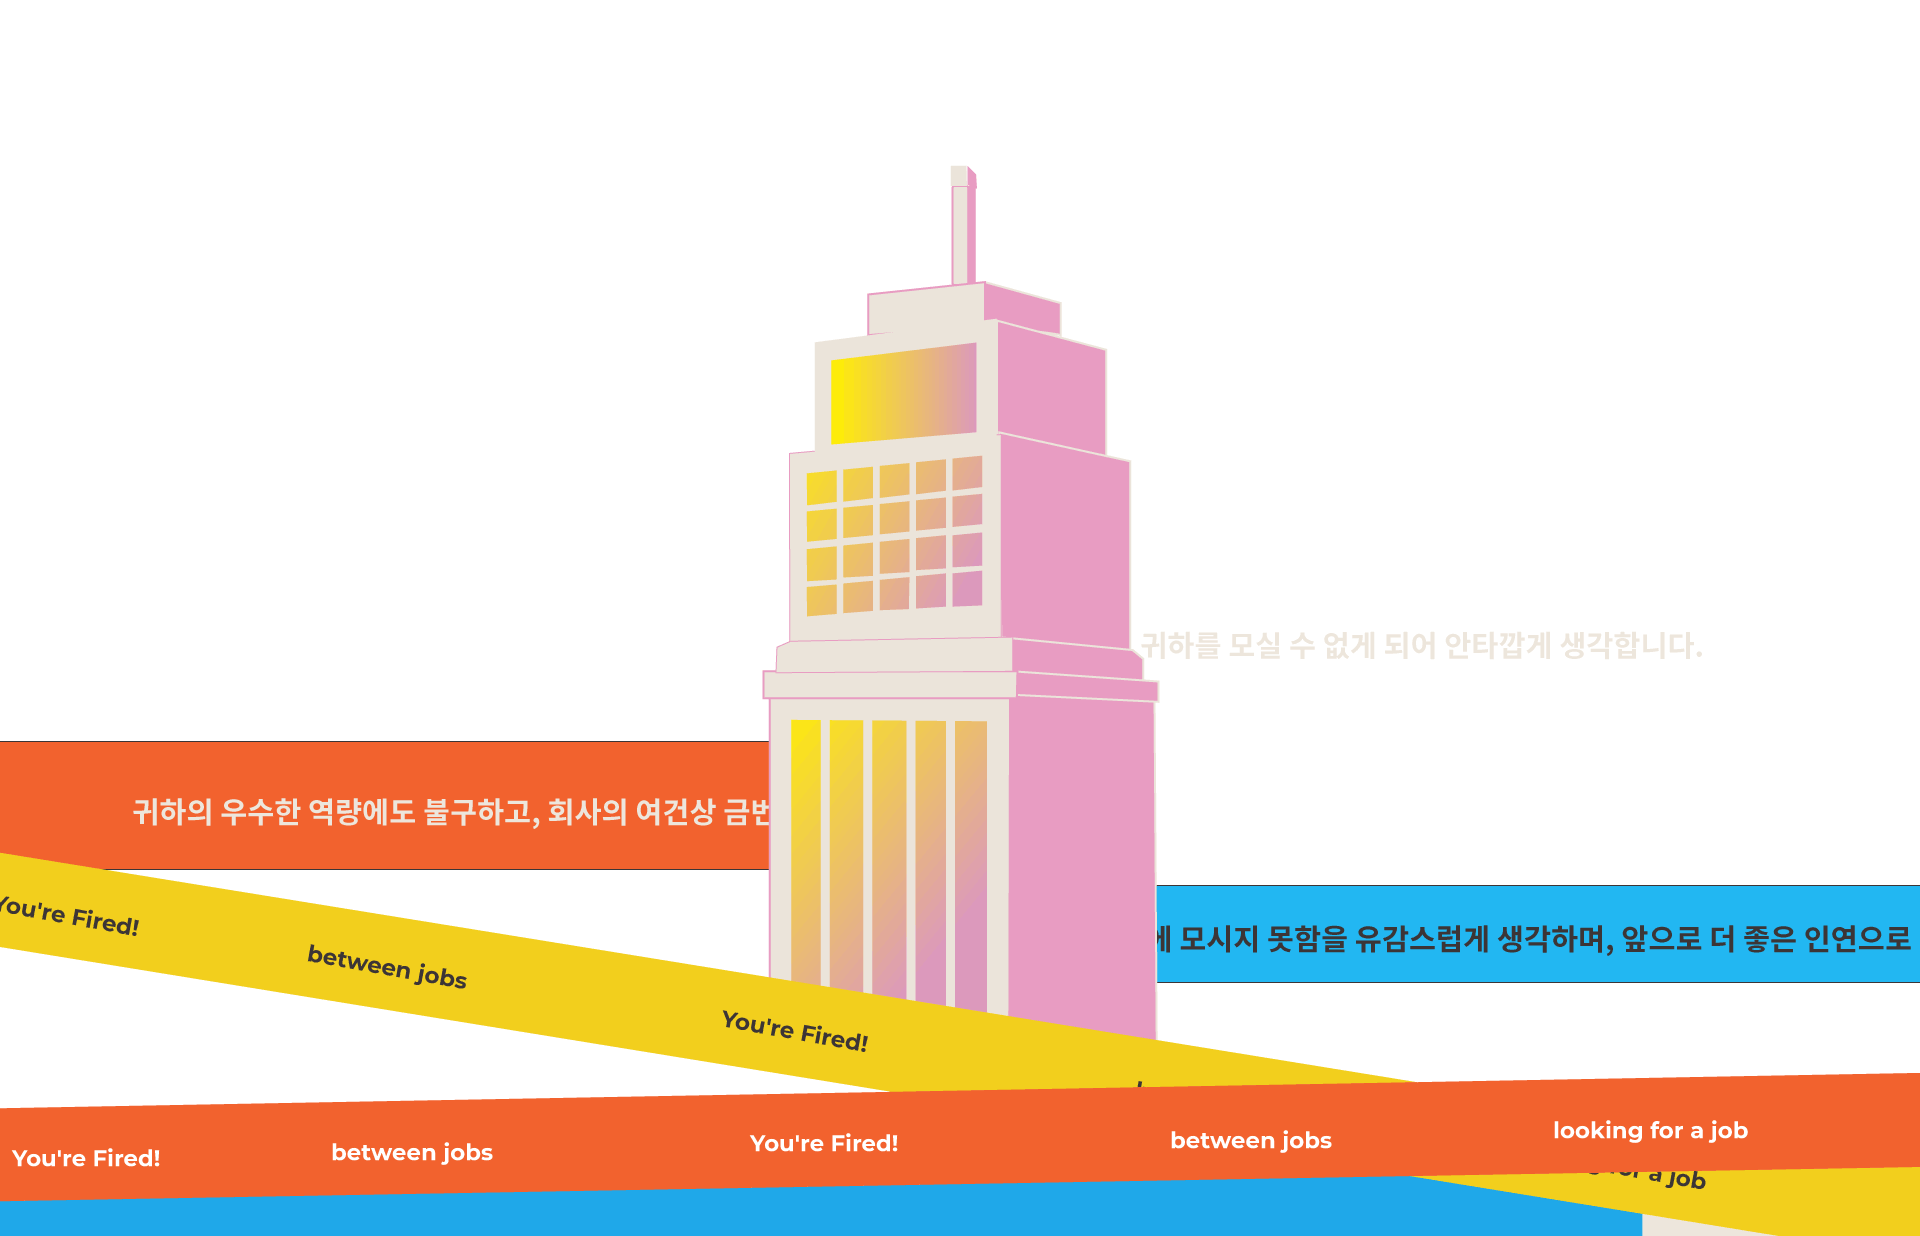 귀하를 모실 수 없게 되어 안타깝게 생각합니다.
귀하의 우수한 역량에도 불구하고, 회사의 여건상
모시지 못함을 유감스럽게 생각하며, 앞으로 더 좋은 인연으로
You're Fired!
between jobs
You're Fired!
You're Fired!
between jobs
You're Fired!
between jobs
looking for a job
for a job